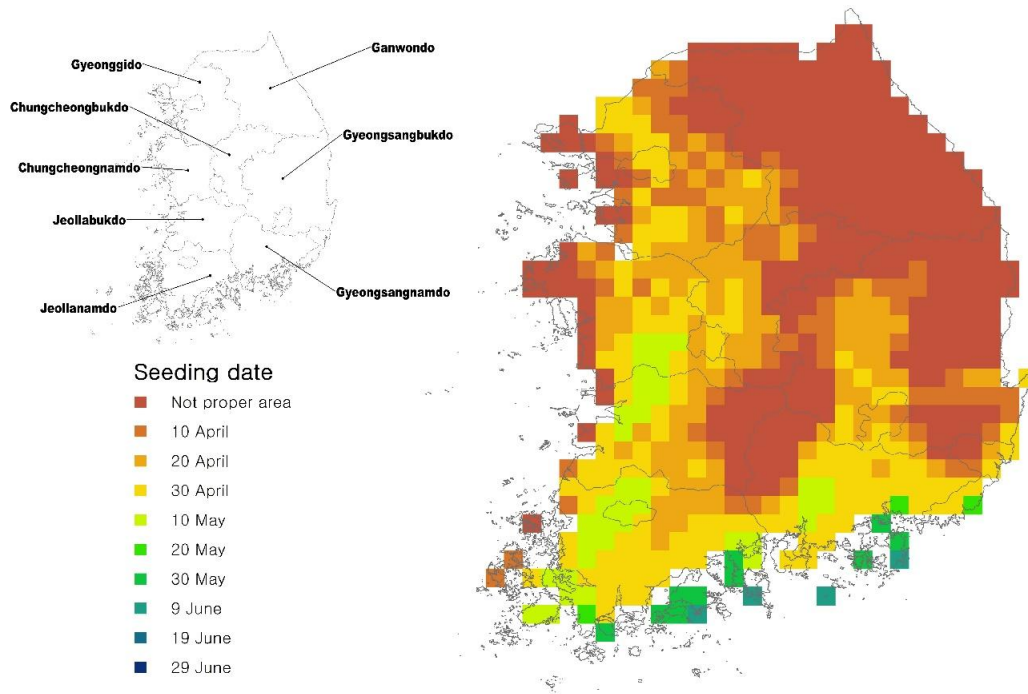 Ganwondo
Gyeonggido
Chungcheongbukdo
Gyeongsangbukdo
Chungcheongnamdo
Jeollabukdo
Gyeongsangnamdo
Jeollanamdo
Seeding date
Not proper area
10 April
20 April
30 April
10 May
20 May
30 May
9 June
19 June
29 June